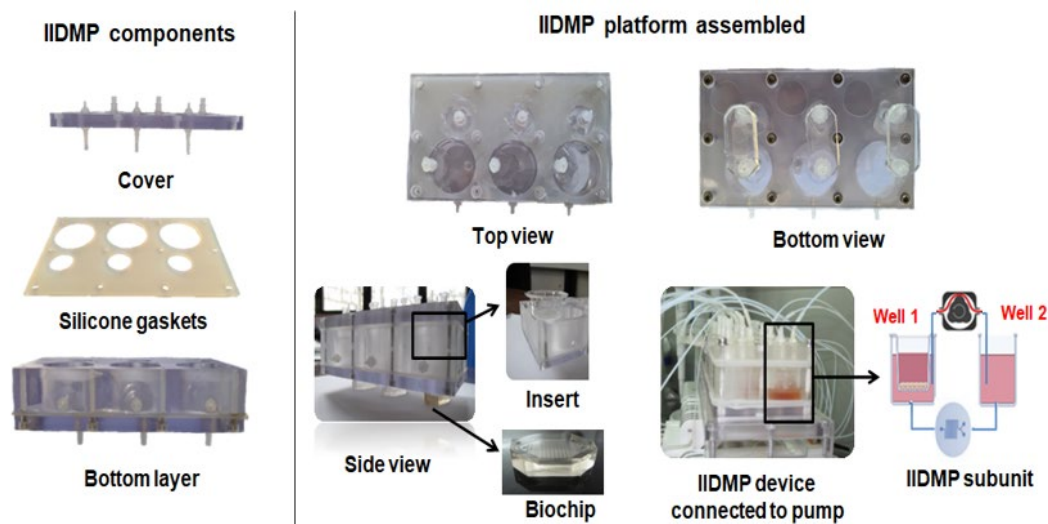 IIDMP components
Cover
Silicone gaskets
Bottom layer
IIDMP platform assembled
Top view
Bottom view
Side view
Insert
Biochip
IIDMP device
connected to pump
Well 1
Well 2
IIDMP subunit